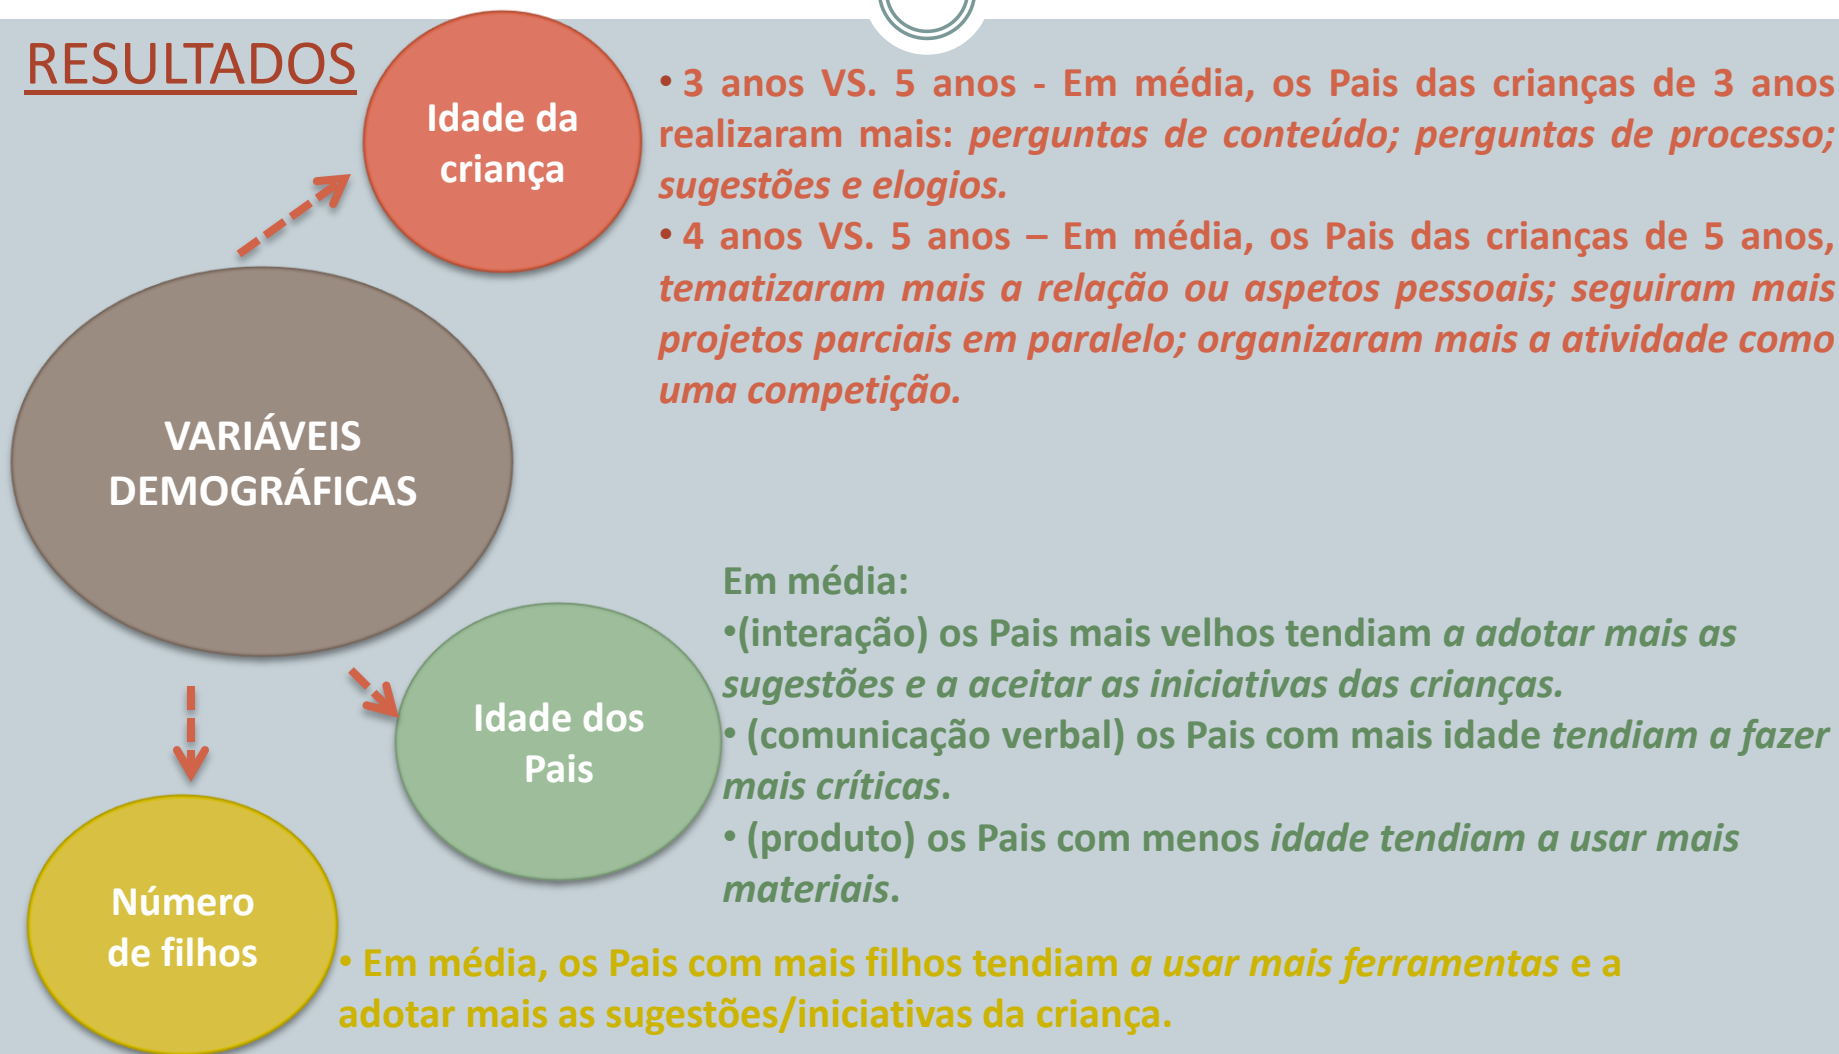 RESULTADOS
Idade da
criança
• 3 anos VS. 5 anos - Em média, os Pais das crianças de 3 anos
realizaram mais: perguntas de conteúdo; perguntas de processo;
sugestões e elogios.
• 4 anos VS. 5 anos – Em média, os Pais das crianças de 5 anos,
tematizaram mais a relação ou aspetos pessoais; seguiram mais
projetos parciais em paralelo; organizaram mais a atividade como
uma competição.
VARIÁVEIS
DEMOGRÁFICAS
Idade dos
Pais
Em média:
•(interação) os Pais mais velhos tendiam a adotar mais as
sugestões e a aceitar as iniciativas das crianças.
• (comunicação verbal) os Pais com mais idade tendiam a fazer
mais críticas.
• (produto) os Pais com menos idade tendiam a usar mais
materiais.
Número
de filhos
• Em média, os Pais com mais filhos tendiam a usar mais ferramentas e a
adotar mais as sugestões/iniciativas da criança.